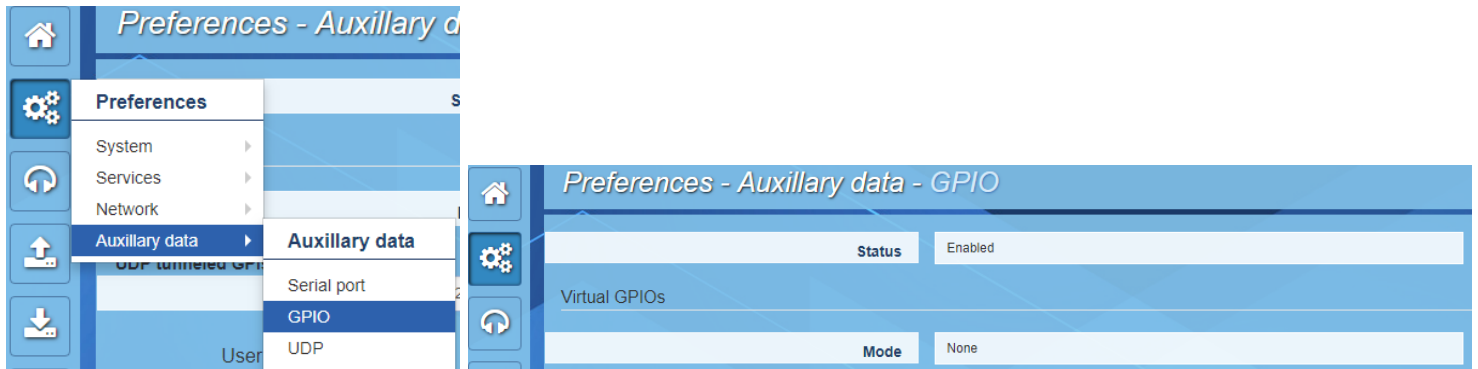 Preferences - Auxillary d
Preferences
System
Services
Network
Auxillary data
UDP tunneled GPI
User
Auxillary data
Serial port
GPIO
UDP
Preferences - Auxillary data - GPIO
Status
Enabled
Virtual GPIOs
Mode
None